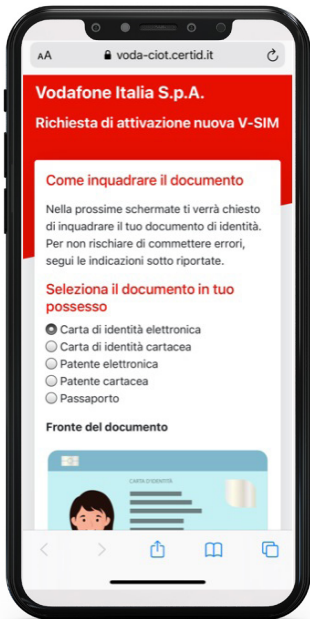 AA voda-ciot.certid.it
Vodafone Italia S.p.A.
Richiesta di attivazione nuova V-SIM
Come inquadrare il documento
Nella prossime schermate ti verrà chiesto
di inquadrare il tuo documento di identità.
Per non rischiare di commettere errori,
segui le indicazioni sotto riportate.
Seleziona il documento in tuo
possesso
Carta di identità elettronica
Carta di identità cartacea
Patente elettronica
Patente cartacea
Passaporto
Fronte del documento
CARTA D'IDENTITÀ